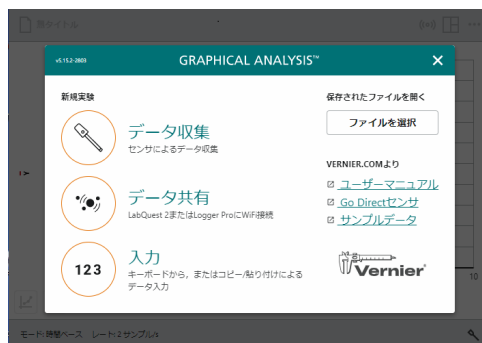 無タイトル
v5.15.2-2803
GRAPHICAL ANALYSIS™
新規実験
データ収集
センサによるデータ収集
データ共有
LabQuest 2またはLogger ProにWiFi接続
123
入力
キーボードから，またはコピー/貼り付けによる
データ入力
保存されたファイルを開く
ファイルを選択
VERNIER.COMより
ユーザーマニュアル
Go Directセンサ
サンプルデータ
Vernier
10
モード: 時間ベース レート: 2 サンプル/s